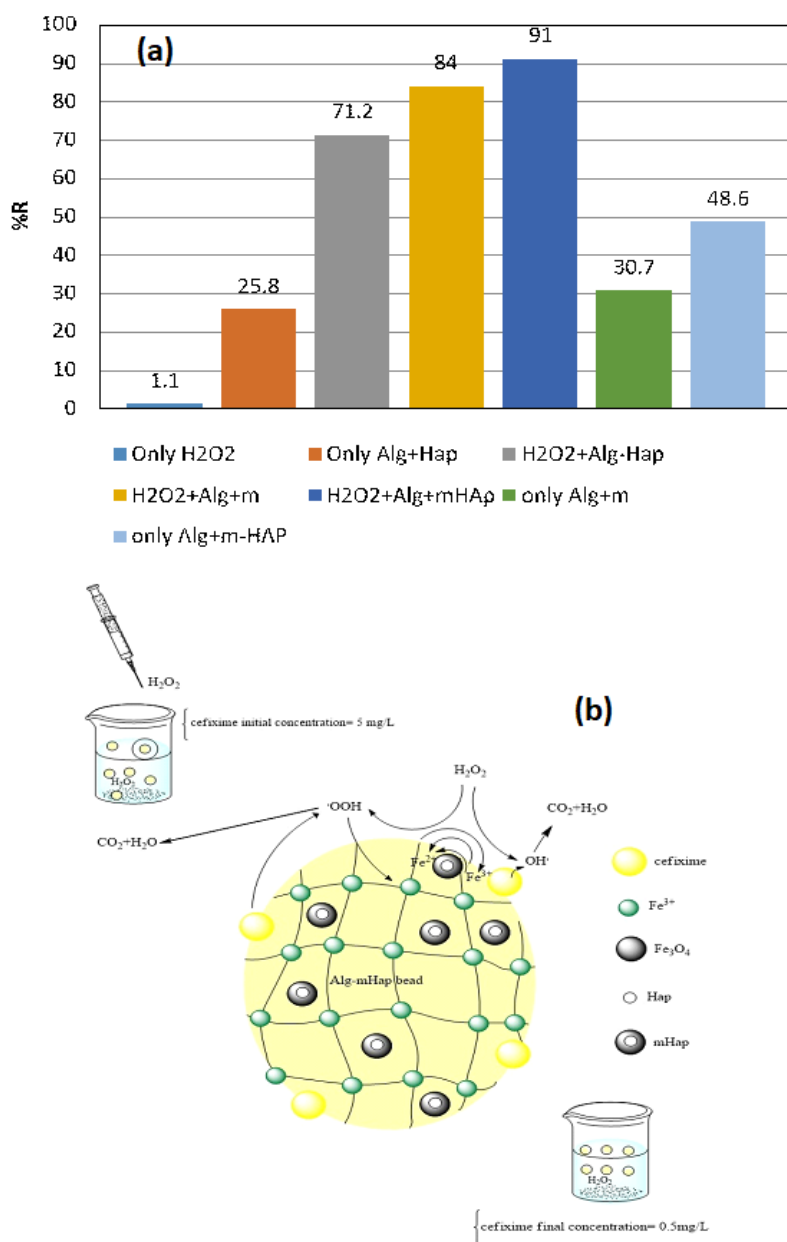 (a)
%R
100
90
80
70
60
50
40
30
20
10
0
1.1
25.8
71.2
84
91
30.7
48.6
Only H2O2
Only Alg+Hap
H2O2+Alg+Hap
H2O2+Alg+m
H2O2+Alg+mHAp
only Alg+m
only Alg+m-HAP
(b)
H₂O₂
cefixime initial concentration= 5 mg/L
H₂O₂
H₂O₂
·OOH
CO₂+H₂O
CO₂+H₂O
OH·
Fe²⁺
Fe³⁺
Alg-mHap bead
cefixime
Fe³⁺
Fe₃O₄
Hap
mHap
H₂O₂
cefixime final concentration= 0.5mg/L